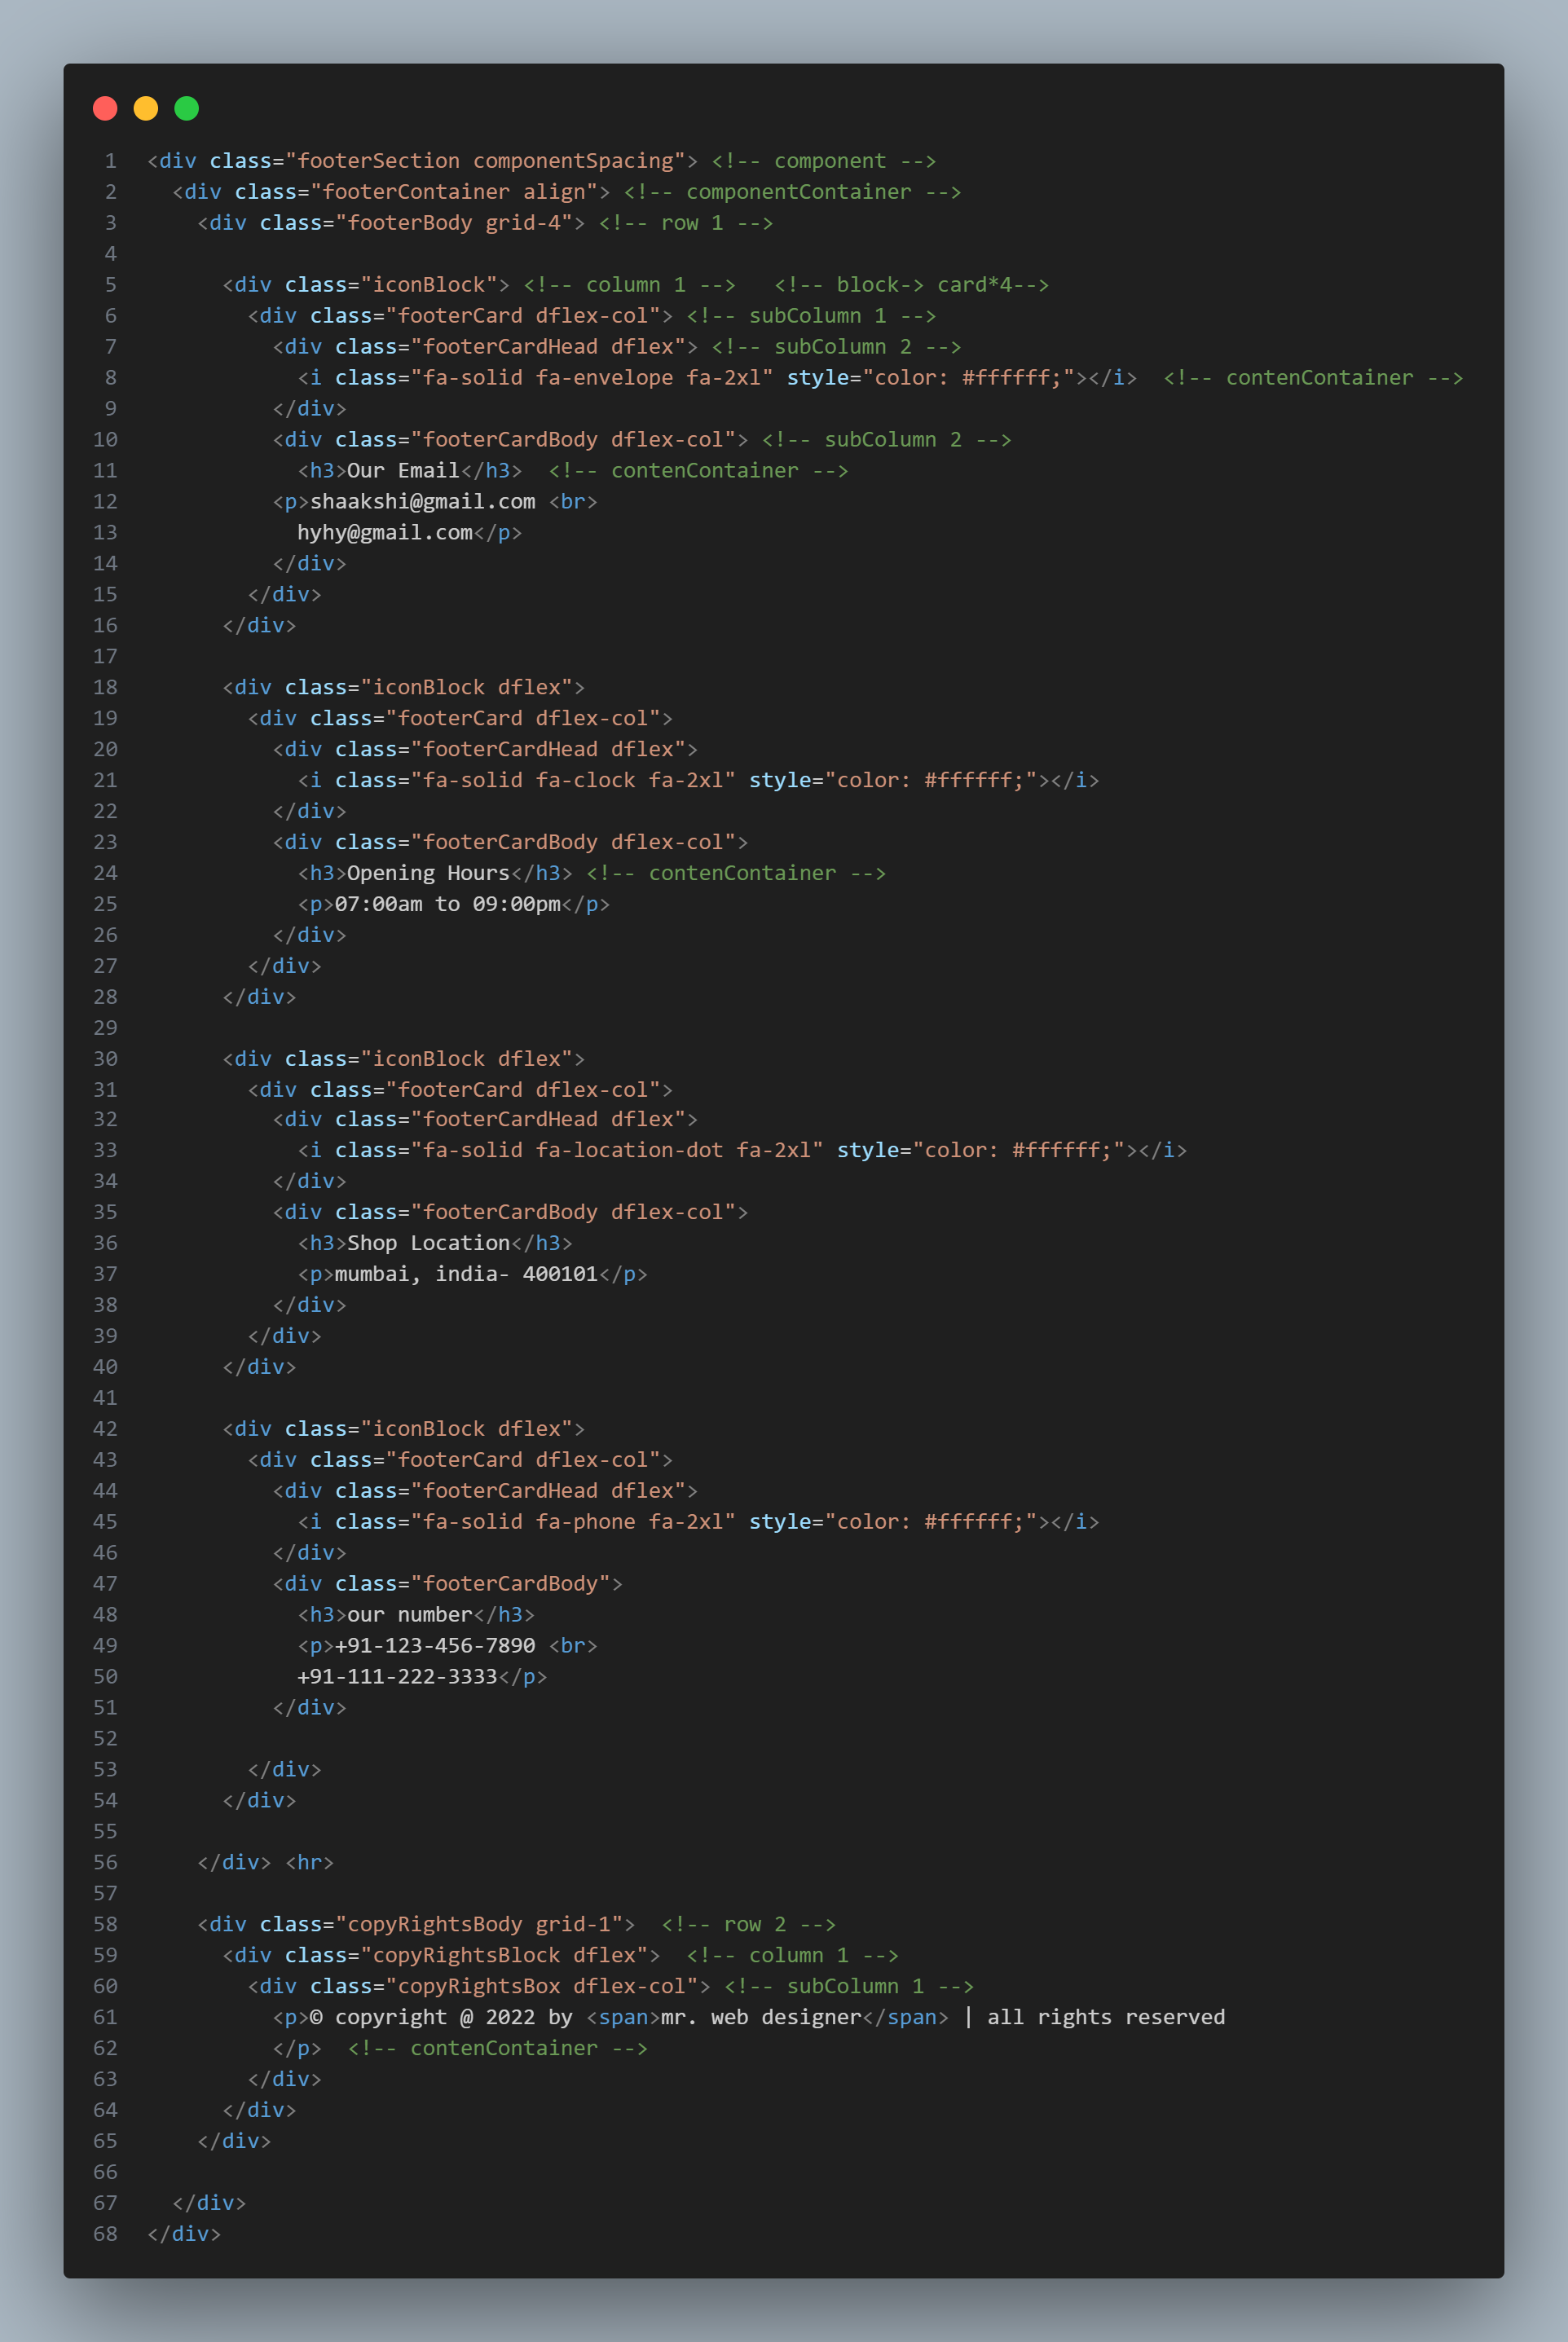 1 <div class="footerSection componentSpacing"> <!-- component -->
2   <div class="footerContainer align"> <!-- componentContainer -->
3     <div class="footerBody grid-4"> <!-- row 1 -->
4
5       <div class="iconBlock"> <!-- column 1 -->   <!-- block-> card*4-->
6         <div class="footerCard dflex-col"> <!-- subColumn 1 -->
7           <div class="footerCardHead dflex"> <!-- subColumn 2 -->
8             <i class="fa-solid fa-envelope fa-2xl" style="color: #ffffff;"></i>  <!-- contenContainer -->
9           </div>
10           <div class="footerCardBody dflex-col"> <!-- subColumn 2 -->
11             <h3>Our Email</h3>  <!-- contenContainer -->
12           <p>shaakshi@gmail.com <br>
13             hyhy@gmail.com</p>
14           </div>
15         </div>
16       </div>
17
18       <div class="iconBlock dflex">
19         <div class="footerCard dflex-col">
20           <div class="footerCardHead dflex">
21             <i class="fa-solid fa-clock fa-2xl" style="color: #ffffff;"></i>
22           </div>
23           <div class="footerCardBody dflex-col">
24             <h3>Opening Hours</h3> <!-- contenContainer -->
25             <p>07:00am to 09:00pm</p>
26           </div>
27         </div>
28       </div>
29
30       <div class="iconBlock dflex">
31         <div class="footerCard dflex-col">
32           <div class="footerCardHead dflex">
33             <i class="fa-solid fa-location-dot fa-2xl" style="color: #ffffff;"></i>
34           </div>
35           <div class="footerCardBody dflex-col">
36             <h3>Shop Location</h3>
37             <p>mumbai, india- 400101</p>
38           </div>
39         </div>
40       </div>
41
42       <div class="iconBlock dflex">
43         <div class="footerCard dflex-col">
44           <div class="footerCardHead dflex">
45             <i class="fa-solid fa-phone fa-2xl" style="color: #ffffff;"></i>
46           </div>
47           <div class="footerCardBody">
48             <h3>our number</h3>
49             <p>+91-123-456-7890 <br>
50             +91-111-222-3333</p>
51           </div>
52
53         </div>
54       </div>
55
56     </div> <hr>
57
58     <div class="copyRightsBody grid-1">  <!-- row 2 -->
59       <div class="copyRightsBlock dflex">  <!-- column 1 -->
60         <div class="copyRightsBox dflex-col"> <!-- subColumn 1 -->
61           <p>© copyright @ 2022 by <span>mr. web designer</span> | all rights reserved
62           </p>  <!-- contenContainer -->
63         </div>
64       </div>
65     </div>
66
67   </div>
68 </div>